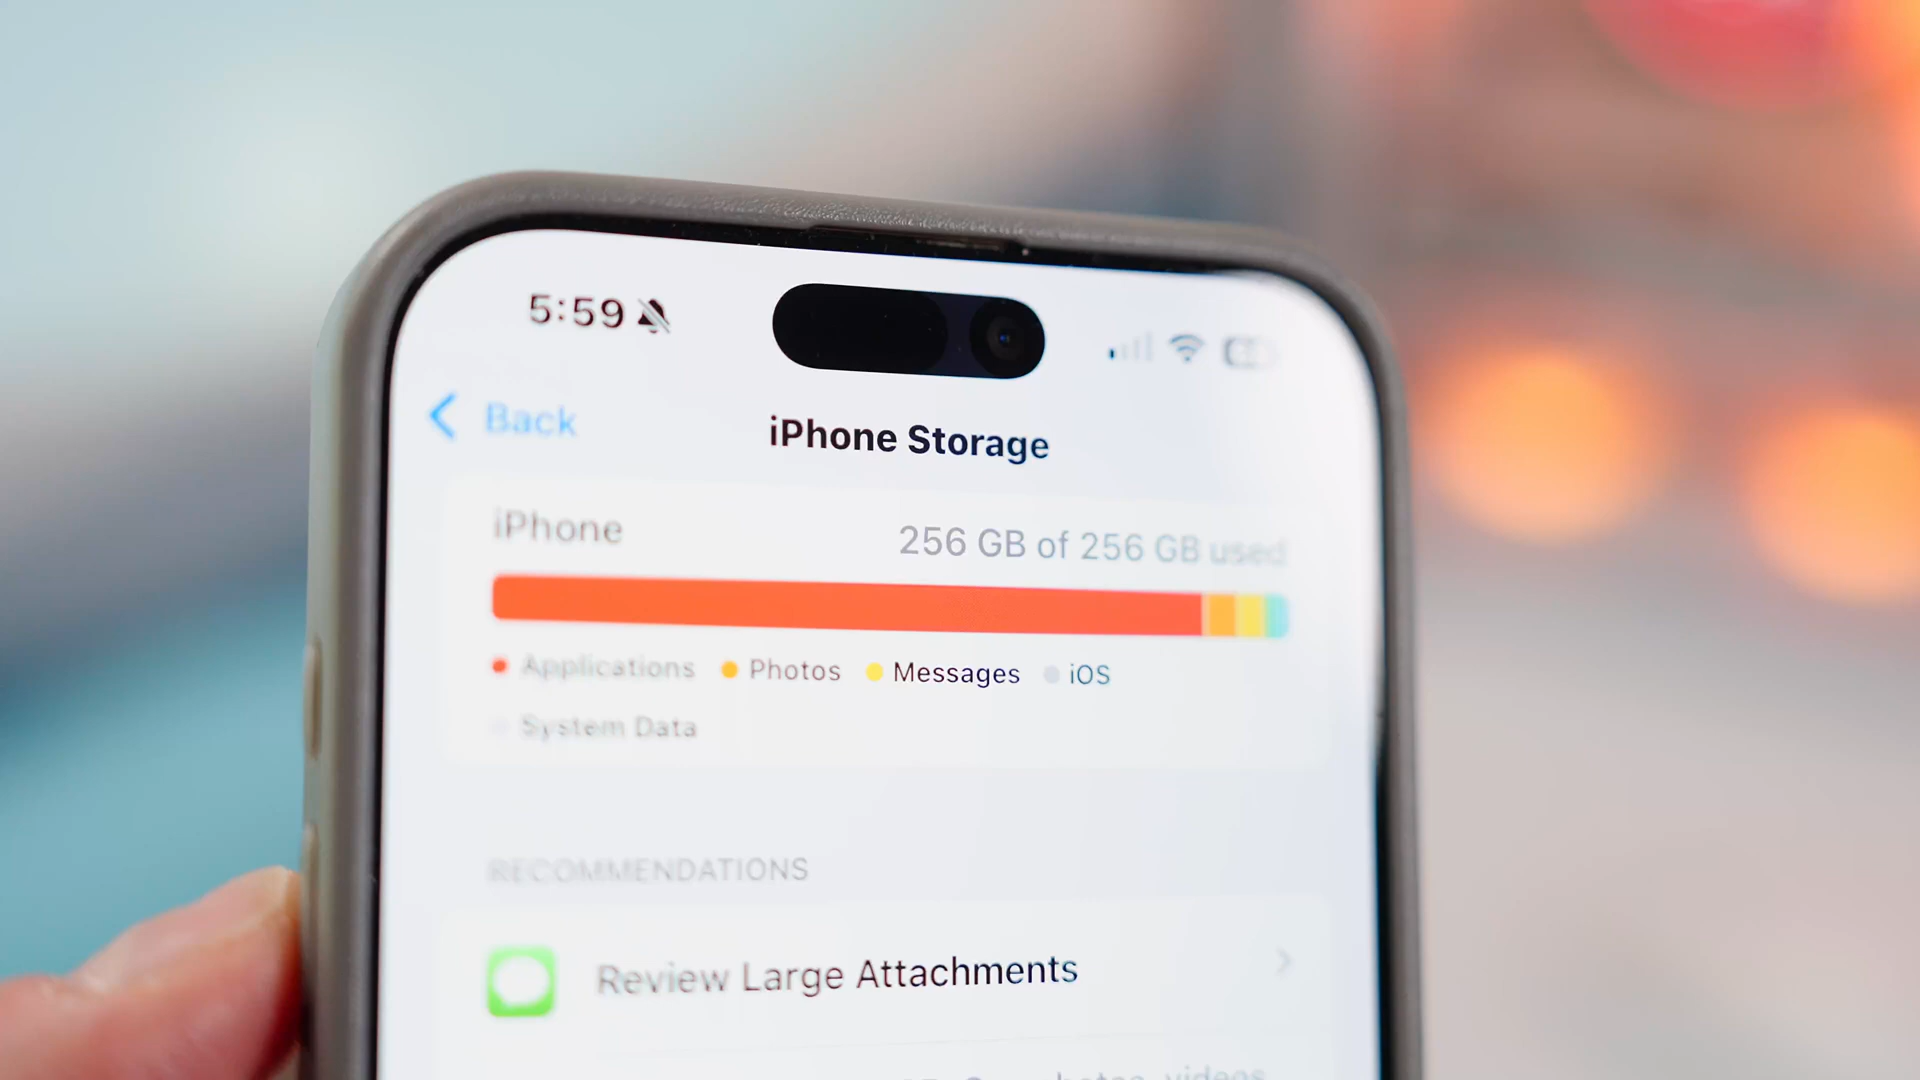 5:59
Back
iPhone Storage
iPhone 256 GB of 256 GB used
Applications Photos Messages iOS
System Data
RECOMMENDATIONS
Review Large Attachments
videos